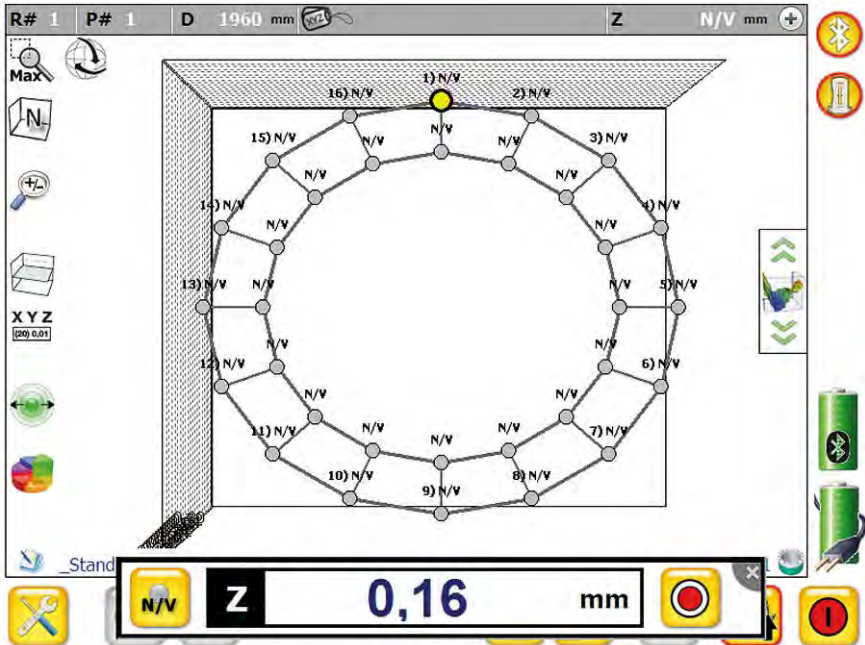 R# 1 P# 1 D 1960 mm XYZ Z N/V mm
Max
1) N/V
16) N/V 2) N/V
N/V N/V N/V
15) N/V 3) N/V
N/V N/V
14) N/V 4) N/V
N/V N/V
13) N/V N/V N/V 5) N/V
N
X Y Z
(20) 0,01
12) N/V N/V N/V 6) N/V
N/V N/V
11) N/V 7) N/V
N/V N/V N/V
10) N/V 8) N/V
9) N/V
_Stand
N/V Z 0,16 mm